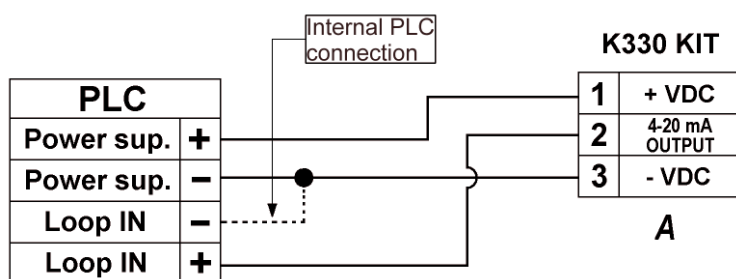 Internal PLC
connection
K330 KIT
PLC
Power sup. +
Power sup. −
Loop IN −
Loop IN +
1 + VDC
2 4-20 mA
OUTPUT
3 - VDC
A